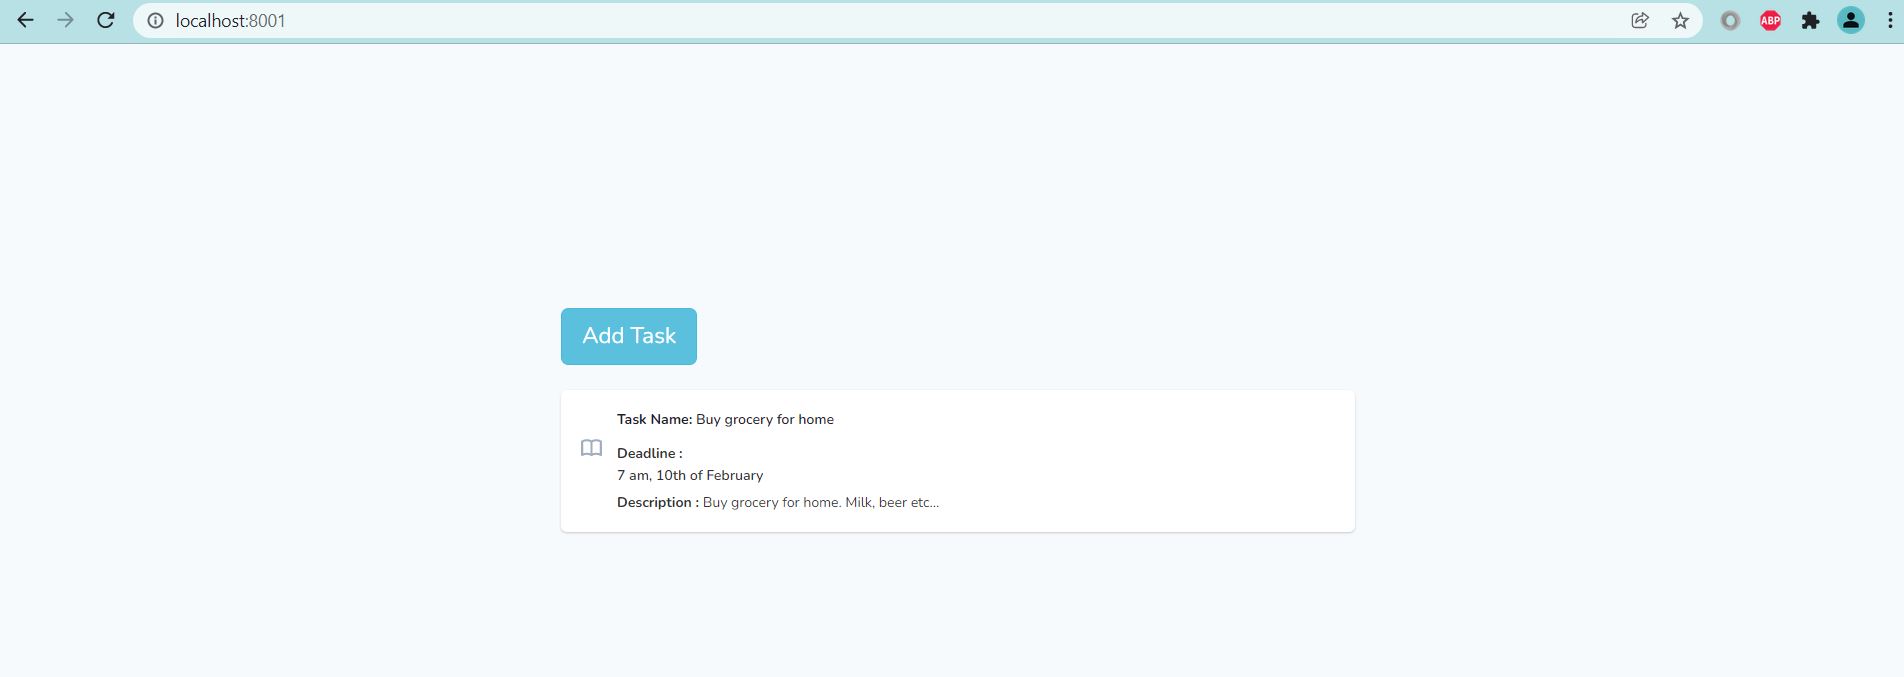 localhost:8001
ABP
Add Task
Task Name: Buy grocery for home
Deadline :
7 am, 10th of February
Description : Buy grocery for home. Milk, beer etc...